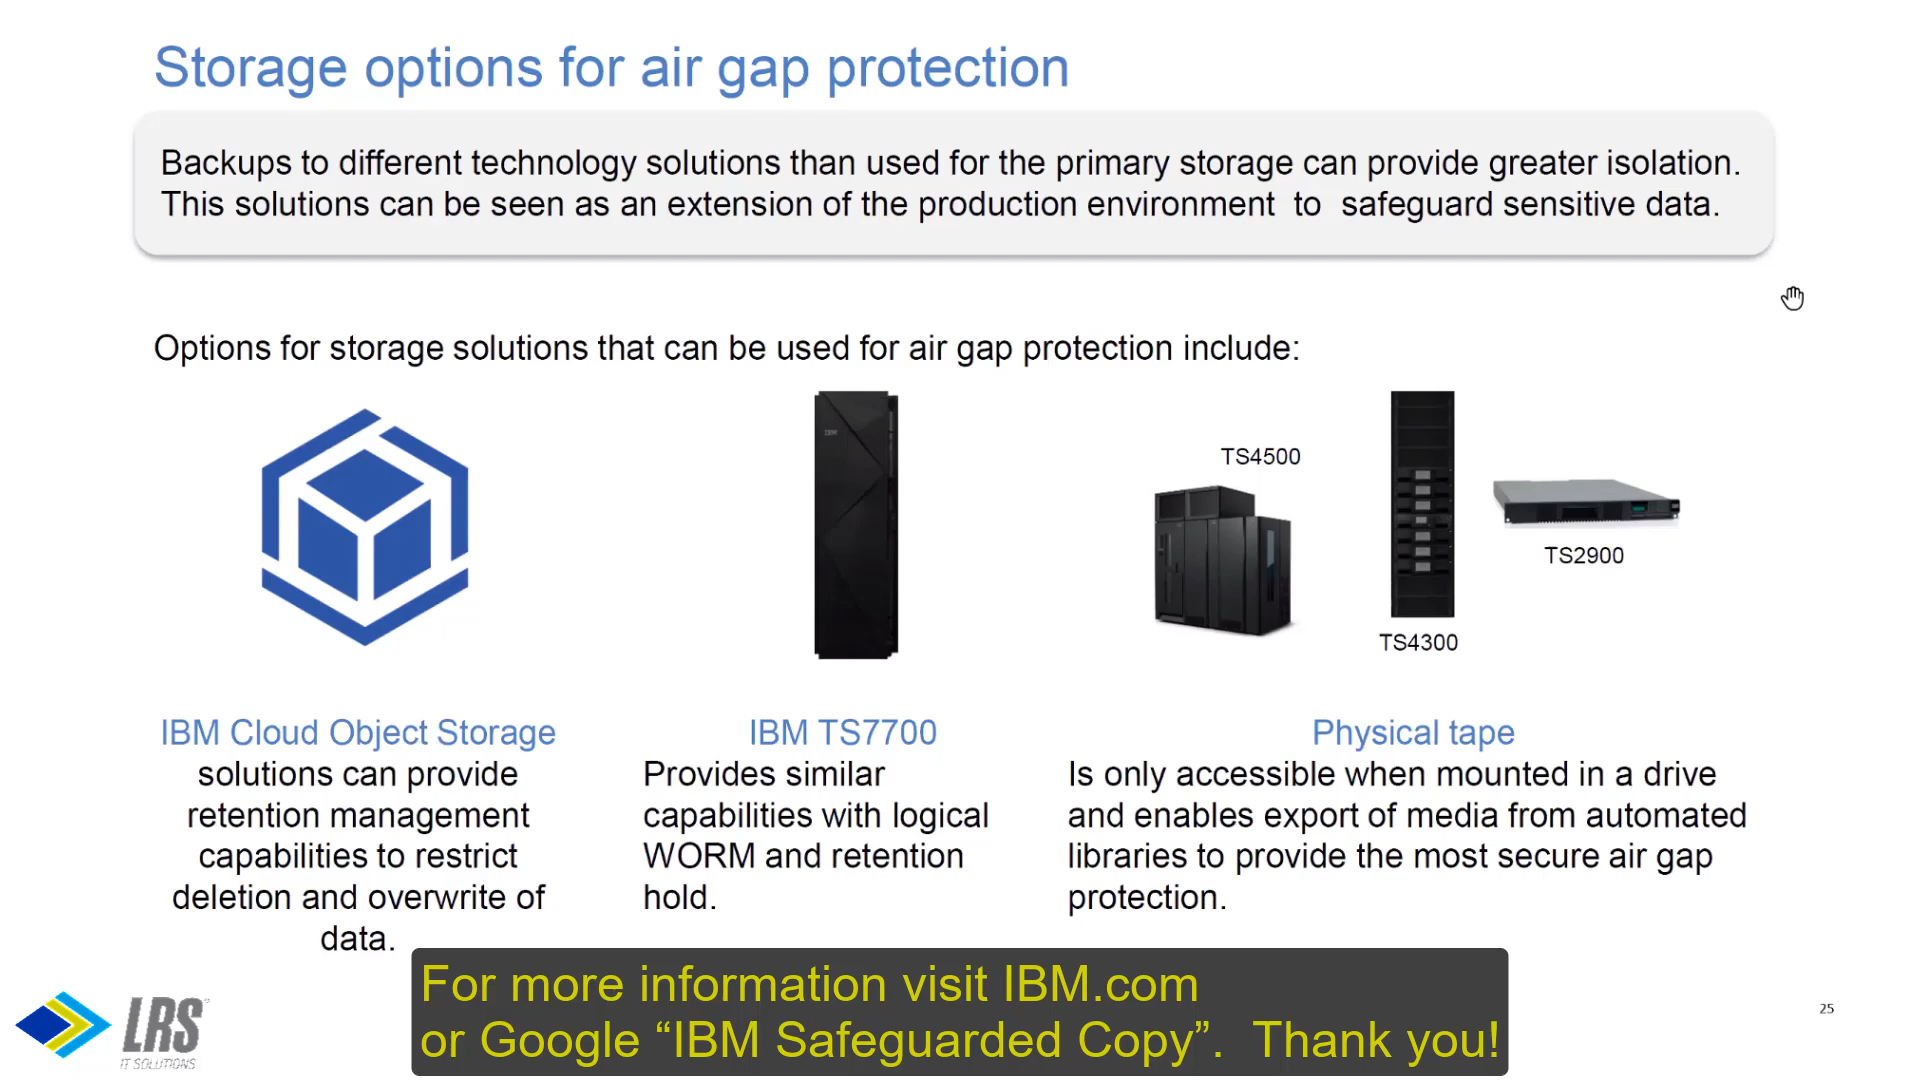 Storage options for air gap protection
Backups to different technology solutions than used for the primary storage can provide greater isolation.
This solutions can be seen as an extension of the production environment to safeguard sensitive data.
Options for storage solutions that can be used for air gap protection include:
IBM
TS4500
TS4300
TS2900
IBM Cloud Object Storage
solutions can provide
retention management
capabilities to restrict
deletion and overwrite of
data.
IBM TS7700
Provides similar
capabilities with logical
WORM and retention
hold.
Physical tape
Is only accessible when mounted in a drive
and enables export of media from automated
libraries to provide the most secure air gap
protection.
For more information visit IBM.com
or Google “IBM Safeguarded Copy”. Thank you!
LRS
IT SOLUTIONS
25